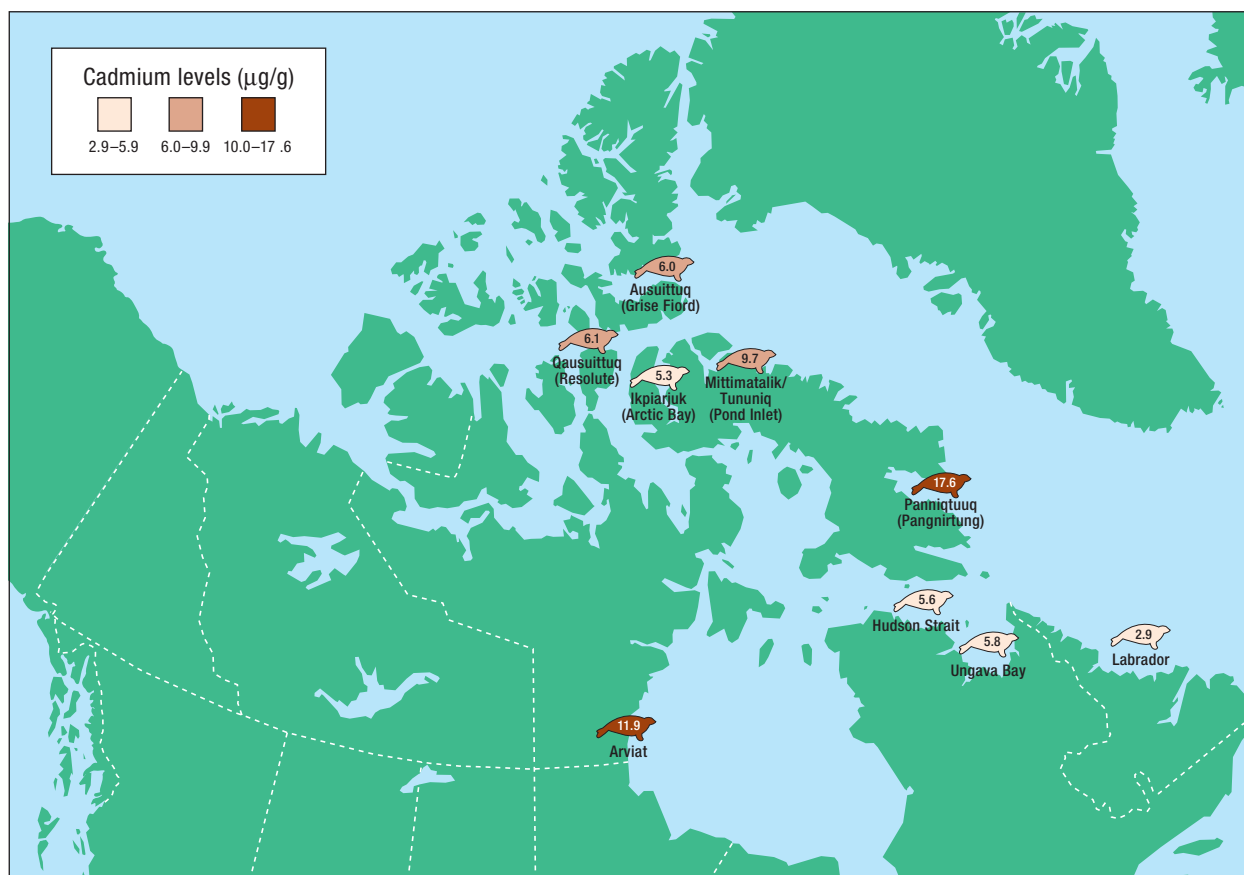 Cadmium levels (µg/g)
2.9–5.9 6.0–9.9 10.0–17 .6
6.0
Ausuittuq
(Grise Fiord)
6.1
Qausuittuq
(Resolute)
5.3
Ikpiarjuk
(Arctic Bay)
9.7
Mittimatalik/
Tununiq
(Pond Inlet)
17.6
Panniqtuuq
(Pangnirtung)
5.6
Hudson Strait
5.8
Ungava Bay
2.9
Labrador
11.9
Arviat